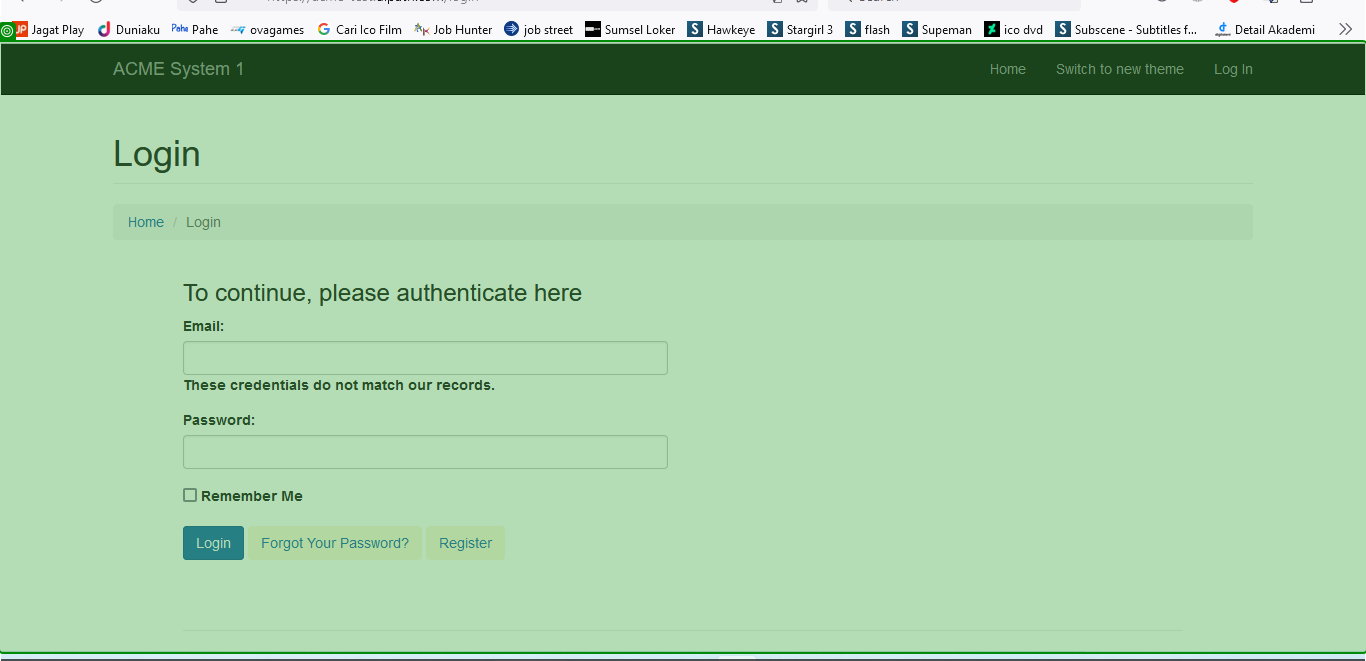 Jagat Play Duniaku Pahe Pahe ovagames Cari Ico Film Job Hunter job street Sumsel Loker Hawkeye Stargirl 3 flash Supeman ico dvd Subscene - Subtitles f... Detail Akademi
ACME System 1 Home Switch to new theme Log In
Login
Home / Login
To continue, please authenticate here
Email:
These credentials do not match our records.
Password:
Remember Me
Login Forgot Your Password? Register